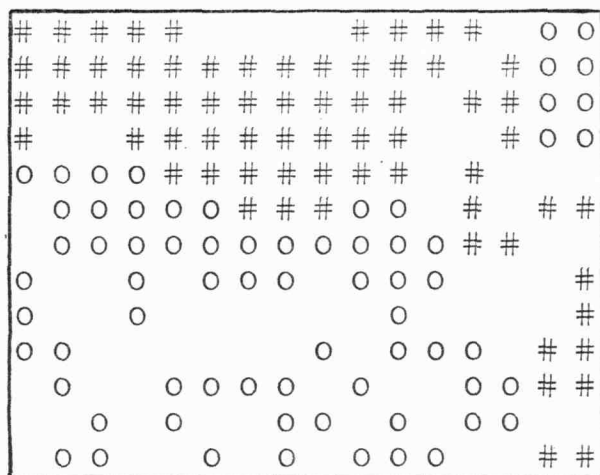 # # # # #         # # # #   O O
# # # # # # # # # # # #   # O O
# # # # # # # # # # #   # # O O
#     # # # # # # # #     # O O
O O O O # # # # # # #   #
  O O O O O # # # O O   #   # #
  O O O O O O O O O O O # #
O     O   O O O   O O O       #
O     O             O         #
O O             O   O O O   # #
  O     O O O O   O     O O # #
    O   O     O O   O   O O
  O O     O   O   O O O     # #